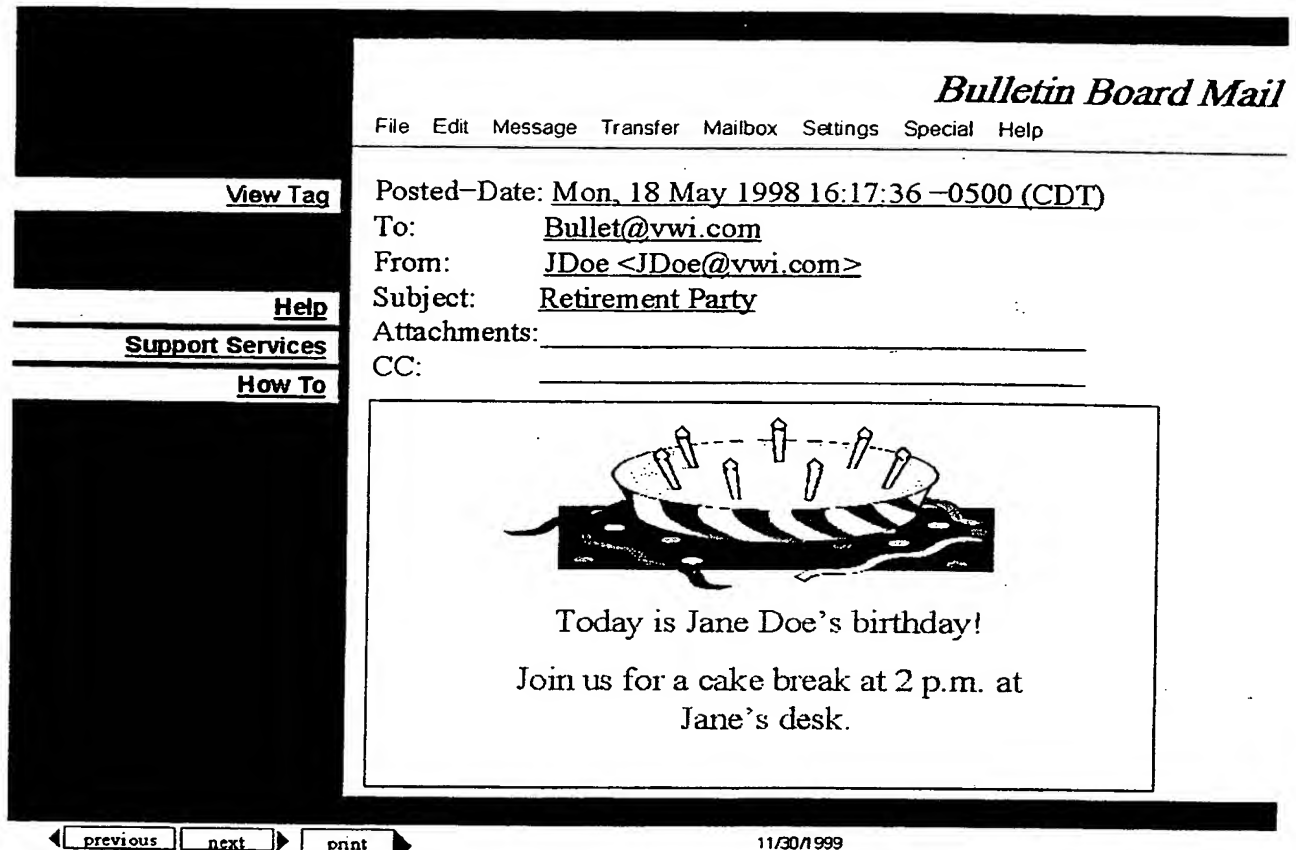 Bulletin Board Mail
File Edit Message Transfer Mailbox Settings Special Help
View Tag
Help
Support Services
How To
Posted-Date: Mon, 18 May 1998 16:17:36 -0500 (CDT)
To: Bullet@vwi.com
From: JDoe <JDoe@vwi.com>
Subject: Retirement Party
Attachments:
CC:
Today is Jane Doe's birthday!
Join us for a cake break at 2 p.m. at
Jane's desk.
previous next print 11/30/1999